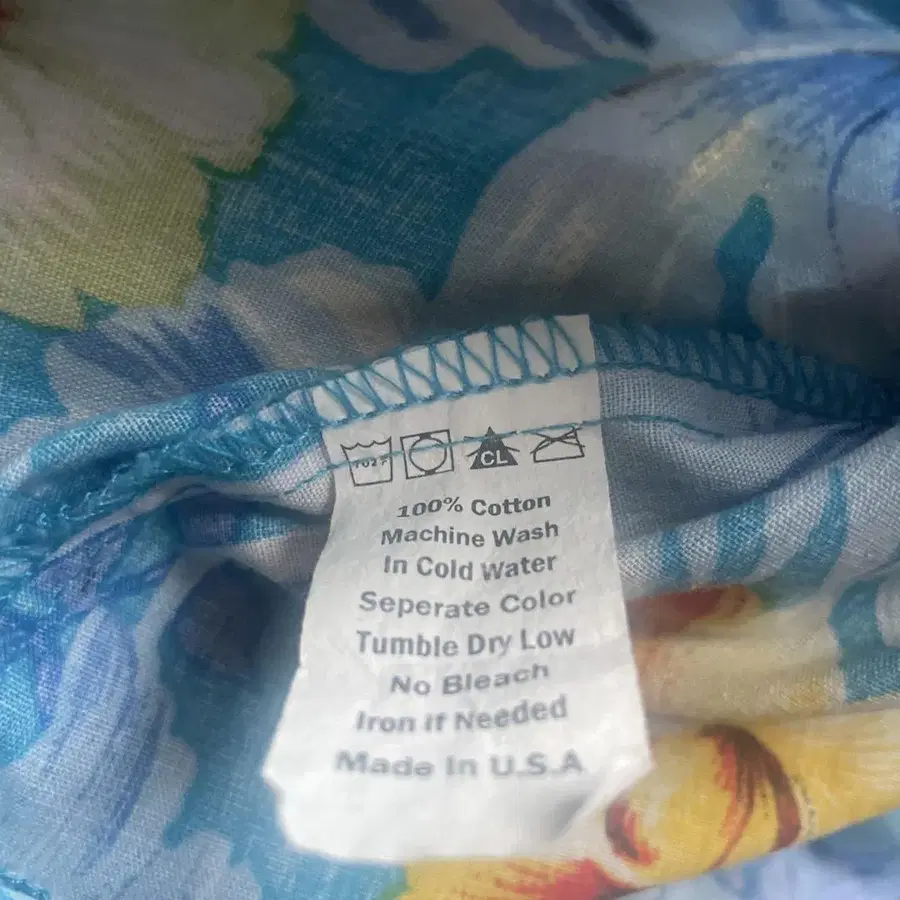 CL
100% Cotton
Machine Wash
In Cold Water
Seperate Color
Tumble Dry Low
No Bleach
Iron If Needed
Made In U.S.A